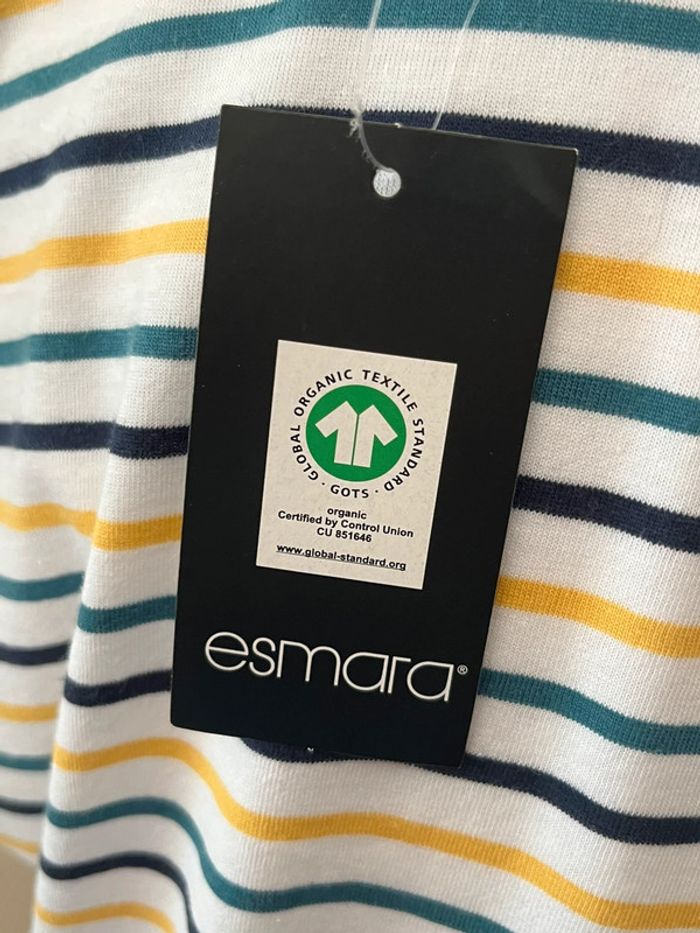 GLOBAL ORGANIC TEXTILE STANDARD
· GOTS ·
organic
Certified by Control Union
CU 851646
www.global-standard.org
esmara®